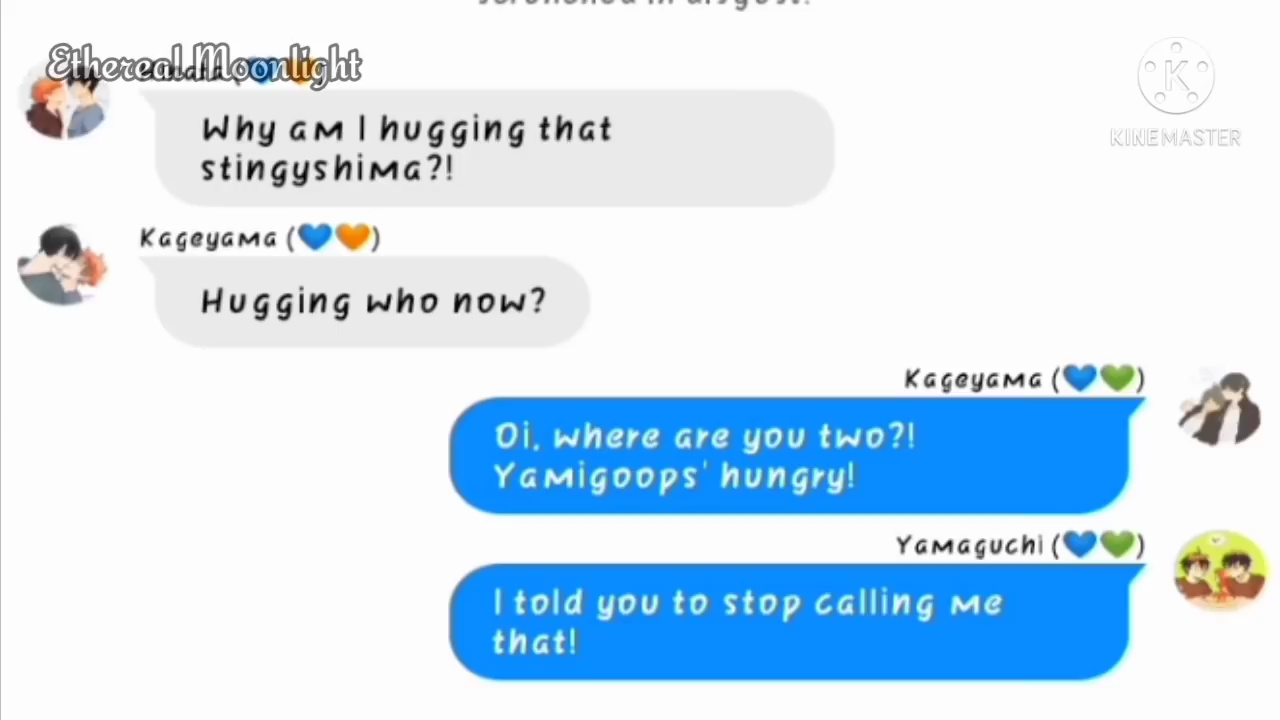 Ethereal Moonlight
KINEMASTER
Why am I hugging that
stingyshima?!
Kageyama (💙🧡)
Hugging who now?
Kageyama (💙💚)
Oi, where are you two?!
Yamigoops' hungry!
Yamaguchi (💙💚)
I told you to stop calling me
that!